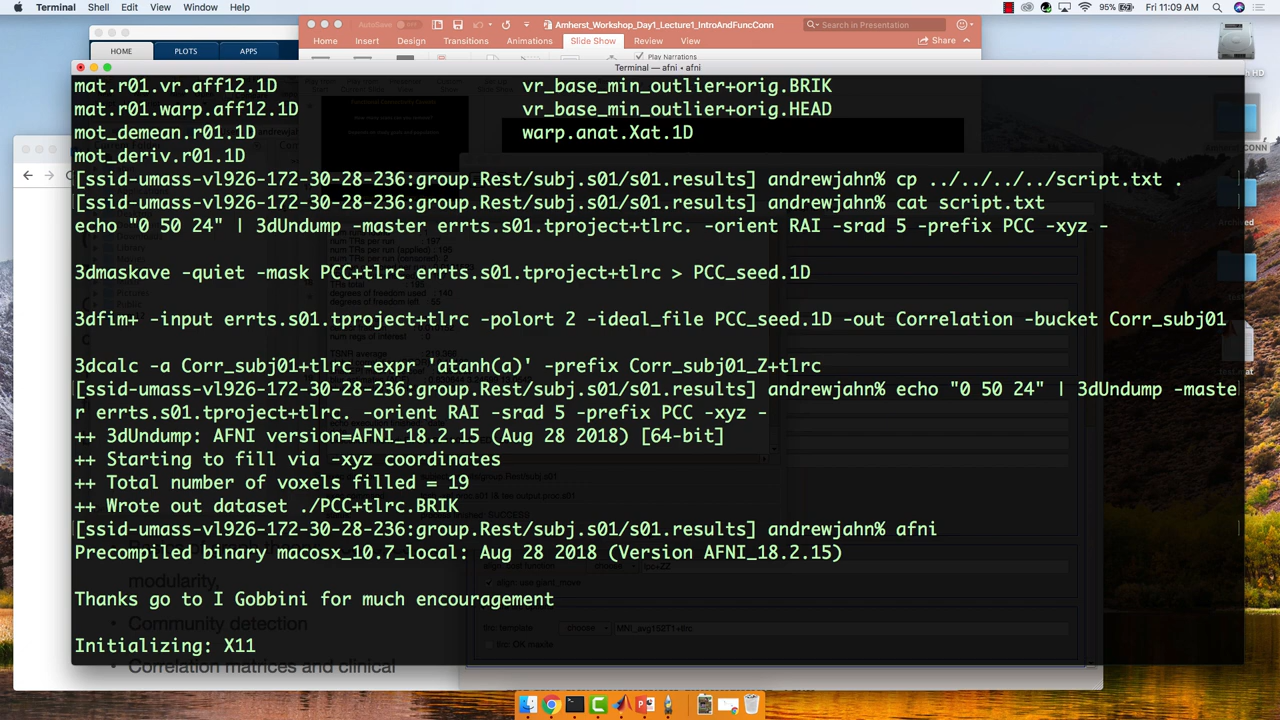 Terminal Shell Edit View Window Help
95% Fri 11:09 AM
AutoSave Amherst_Workshop_Day1_Lecture1_IntroAndFuncConn
Search in Presentation
Home Insert Design Transitions Animations Slide Show Review View
Share
HOME PLOTS APPS
Play Narrations
Terminal — afni • afni
mat.r01.vr.aff12.1D vr_base_min_outlier+orig.BRIK
mat.r01.warp.aff12.1D vr_base_min_outlier+orig.HEAD
mot_demean.r01.1D warp.anat.Xat.1D
mot_deriv.r01.1D
[ssid-umass-vl926-172-30-28-236:group.Rest/subj.s01/s01.results] andrewjahn% cp ../../../../script.txt .
[ssid-umass-vl926-172-30-28-236:group.Rest/subj.s01/s01.results] andrewjahn% cat script.txt
echo "0 50 24" | 3dUndump -master errts.s01.tproject+tlrc. -orient RAI -srad 5 -prefix PCC -xyz -
3dmaskave -quiet -mask PCC+tlrc errts.s01.tproject+tlrc > PCC_seed.1D
3dfim+ -input errts.s01.tproject+tlrc -polort 2 -ideal_file PCC_seed.1D -out Correlation -bucket Corr_subj01
3dcalc -a Corr_subj01+tlrc -expr 'atanh(a)' -prefix Corr_subj01_Z+tlrc
[ssid-umass-vl926-172-30-28-236:group.Rest/subj.s01/s01.results] andrewjahn% echo "0 50 24" | 3dUndump -maste
r errts.s01.tproject+tlrc. -orient RAI -srad 5 -prefix PCC -xyz -
++ 3dUndump: AFNI version=AFNI_18.2.15 (Aug 28 2018) [64-bit]
++ Starting to fill via -xyz coordinates
++ Total number of voxels filled = 19
++ Wrote out dataset ./PCC+tlrc.BRIK
[ssid-umass-vl926-172-30-28-236:group.Rest/subj.s01/s01.results] andrewjahn% afni
Precompiled binary macosx_10.7_local: Aug 28 2018 (Version AFNI_18.2.15)
modularity.
Thanks go to I Gobbini for much encouragement
• Community detection
Initializing: X11
• Correlation matrices and clinical